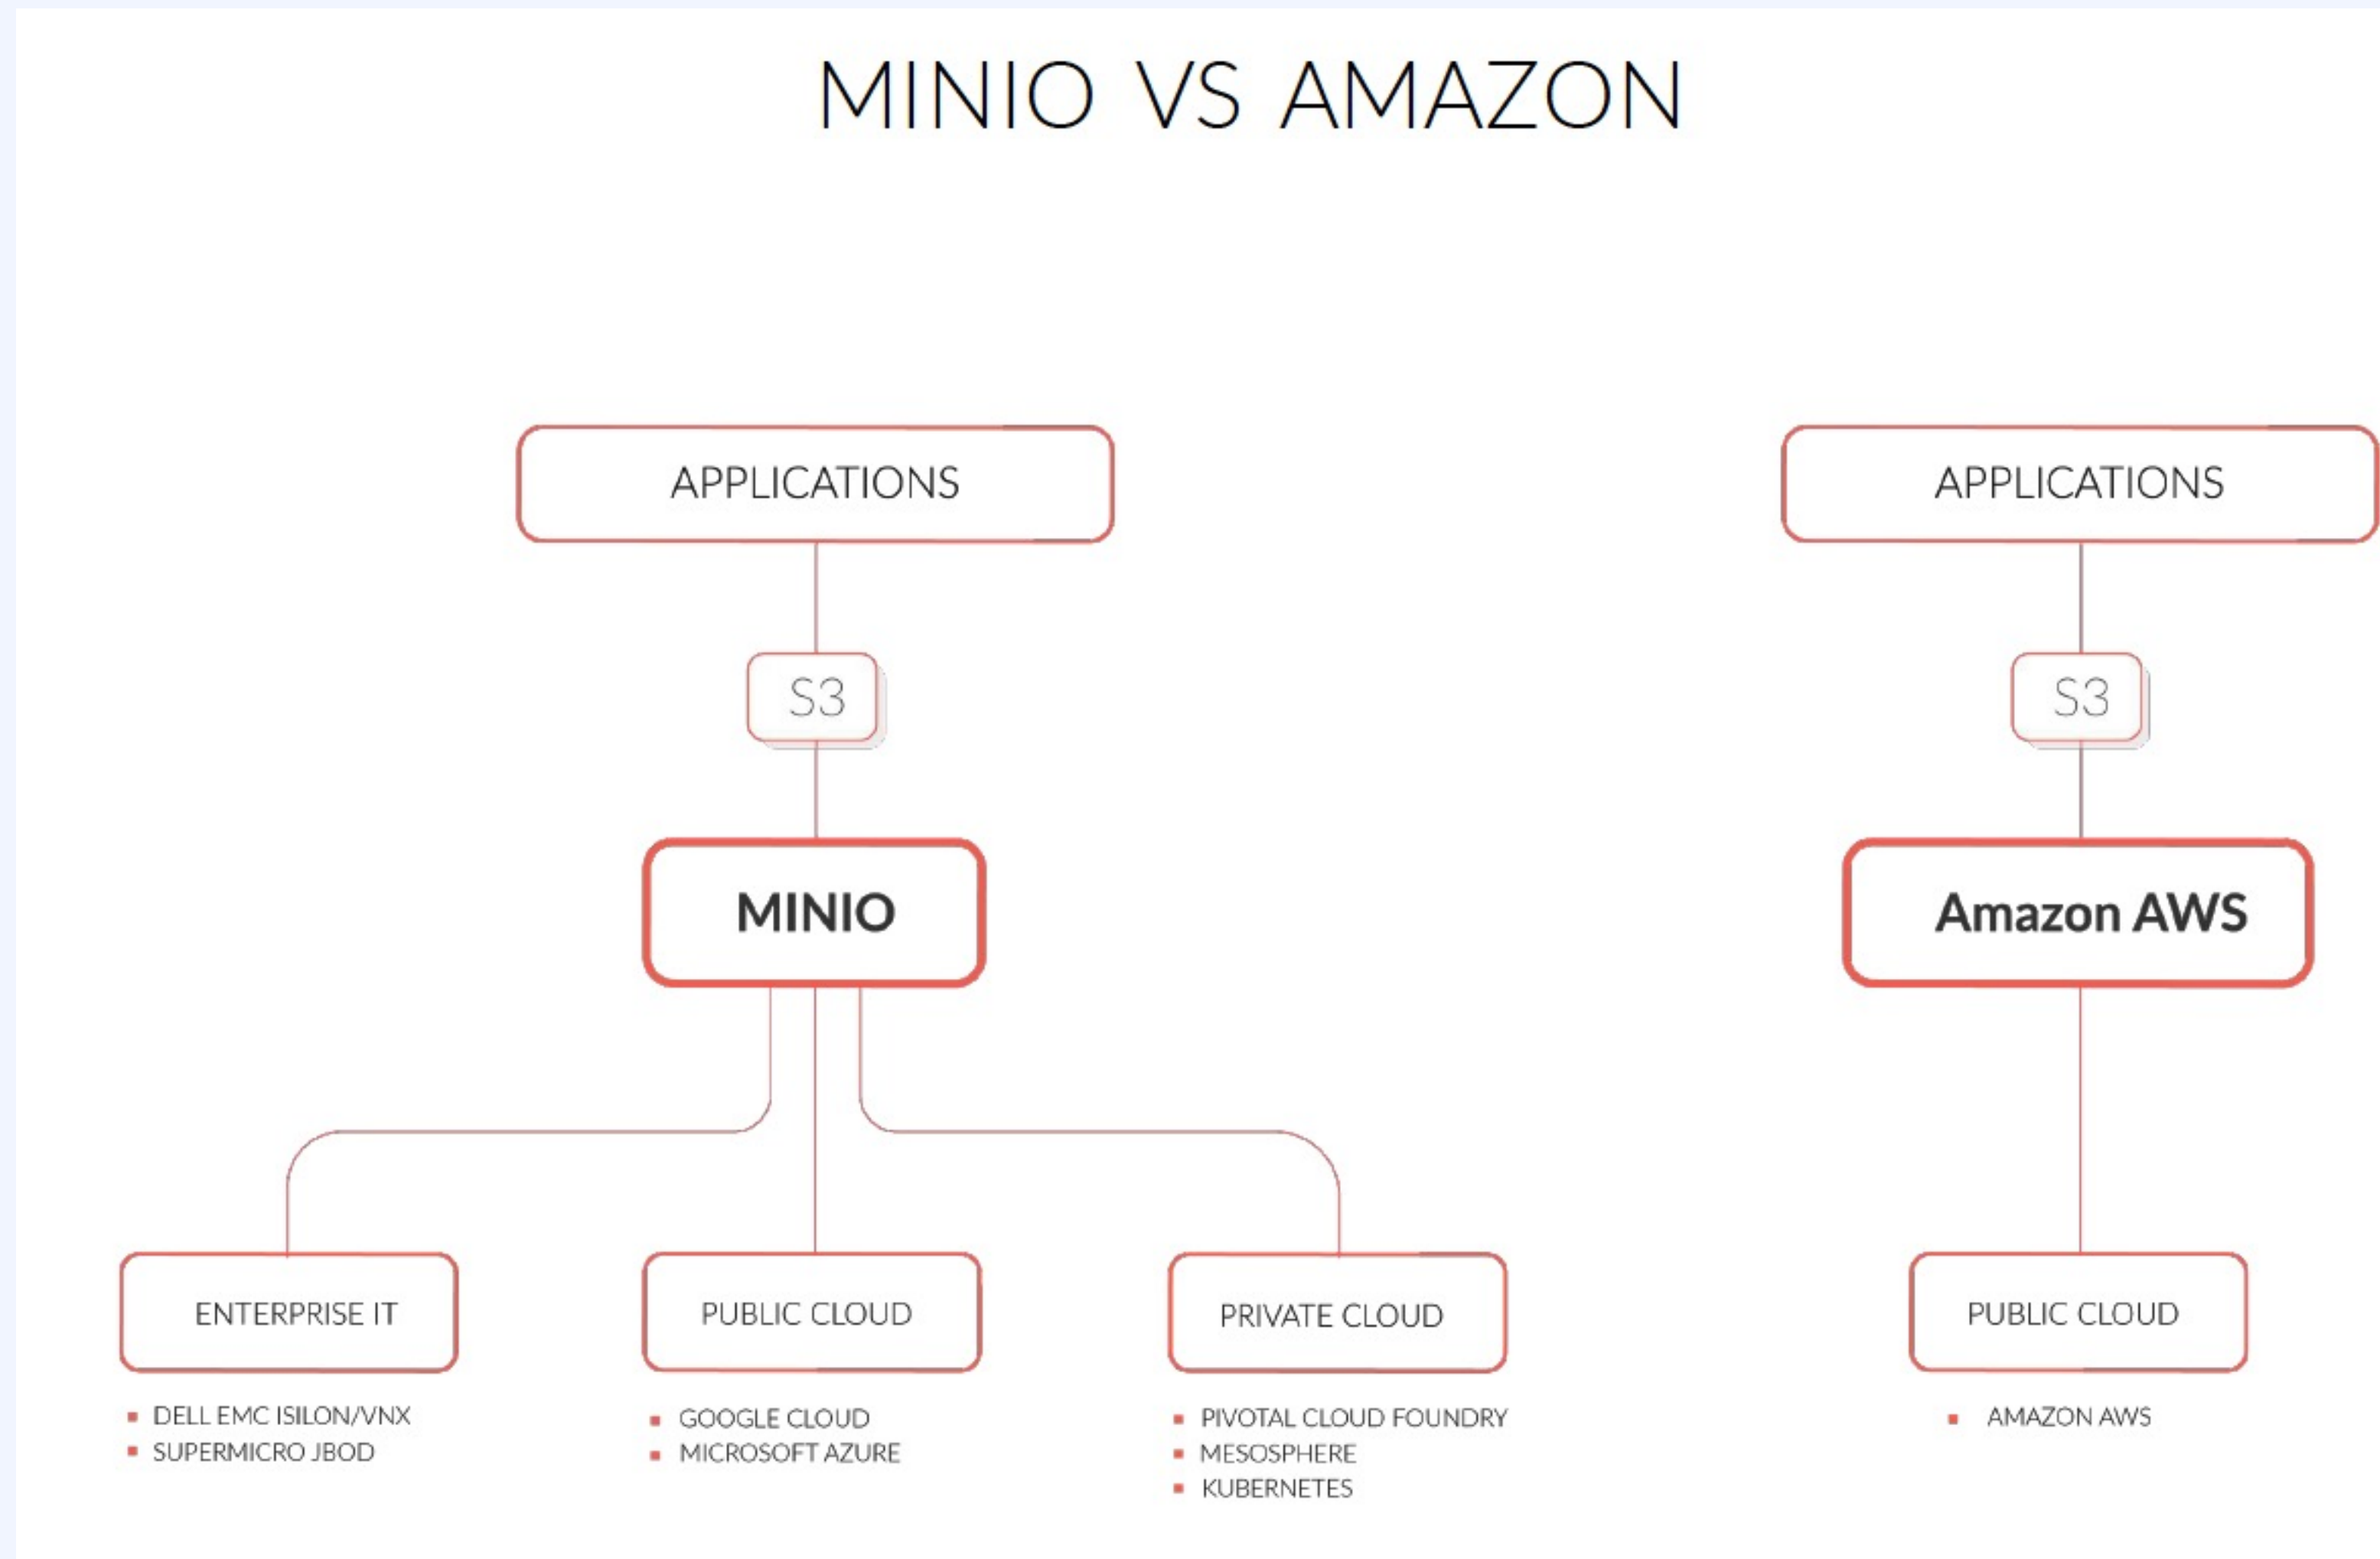 MINIO VS AMAZON
APPLICATIONS
S3
MINIO
ENTERPRISE IT
DELL EMC ISILON/VNX
SUPERMICRO JBOD
PUBLIC CLOUD
GOOGLE CLOUD
MICROSOFT AZURE
PRIVATE CLOUD
PIVOTAL CLOUD FOUNDRY
MESOSPHERE
KUBERNETES
APPLICATIONS
S3
Amazon AWS
PUBLIC CLOUD
AMAZON AWS